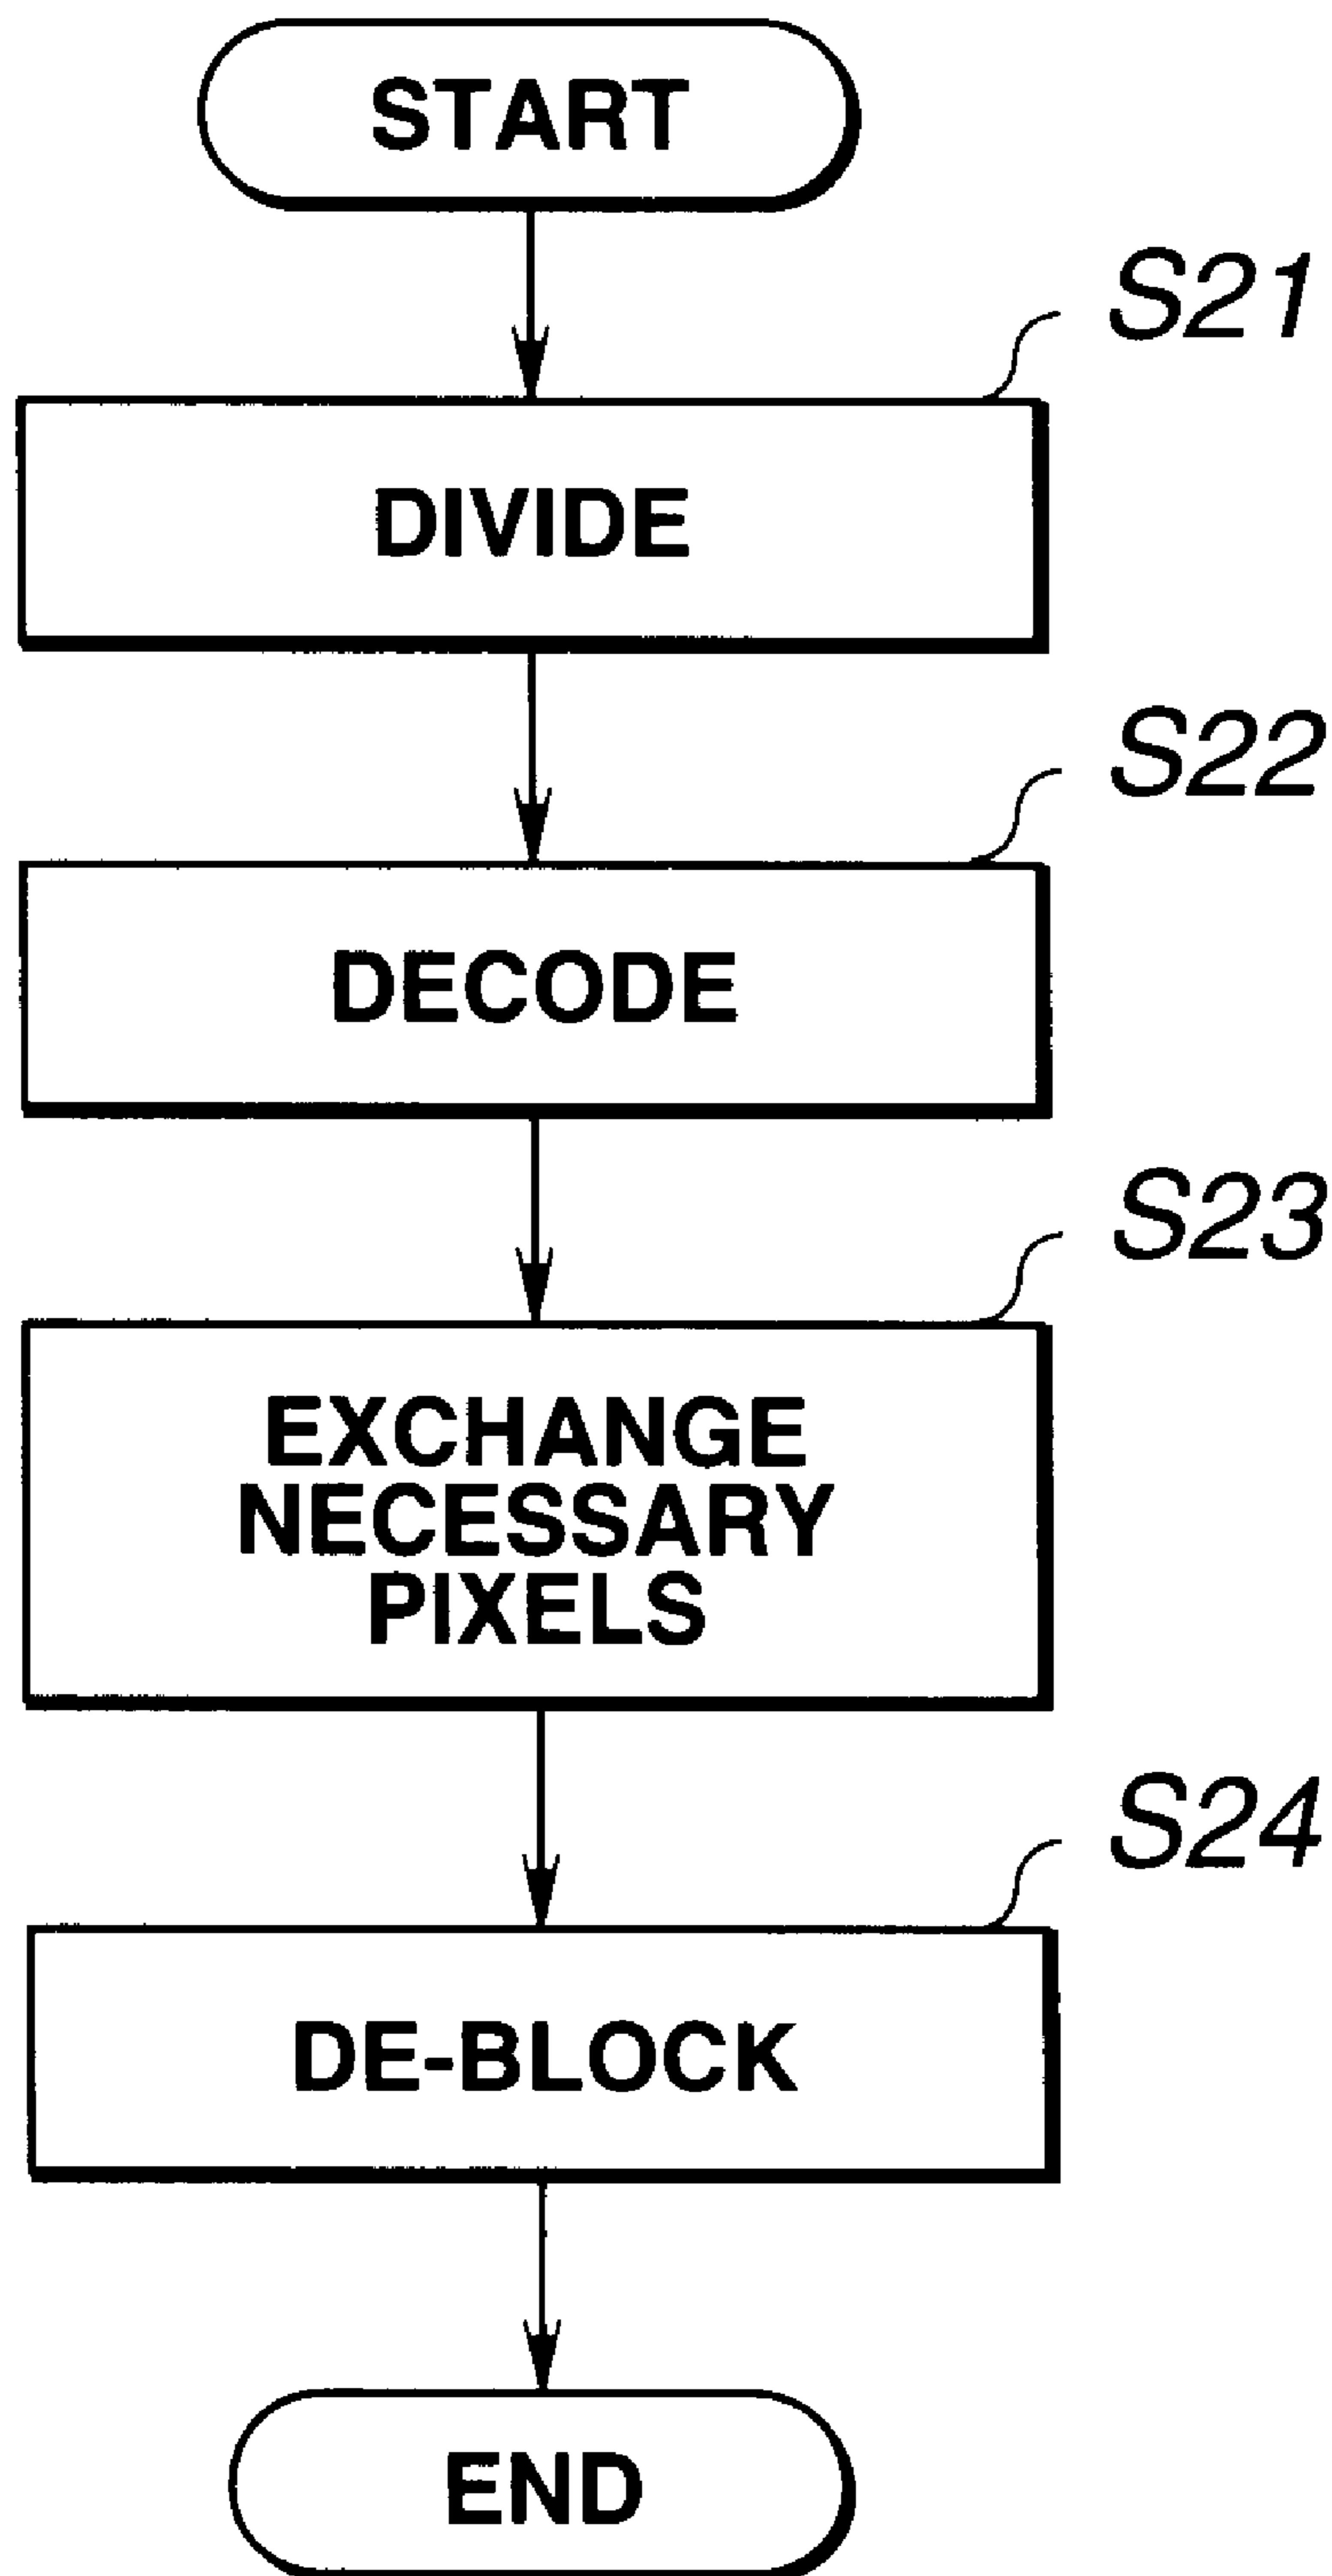 START
S21
DIVIDE
S22
DECODE
S23
EXCHANGE
NECESSARY
PIXELS
S24
DE-BLOCK
END